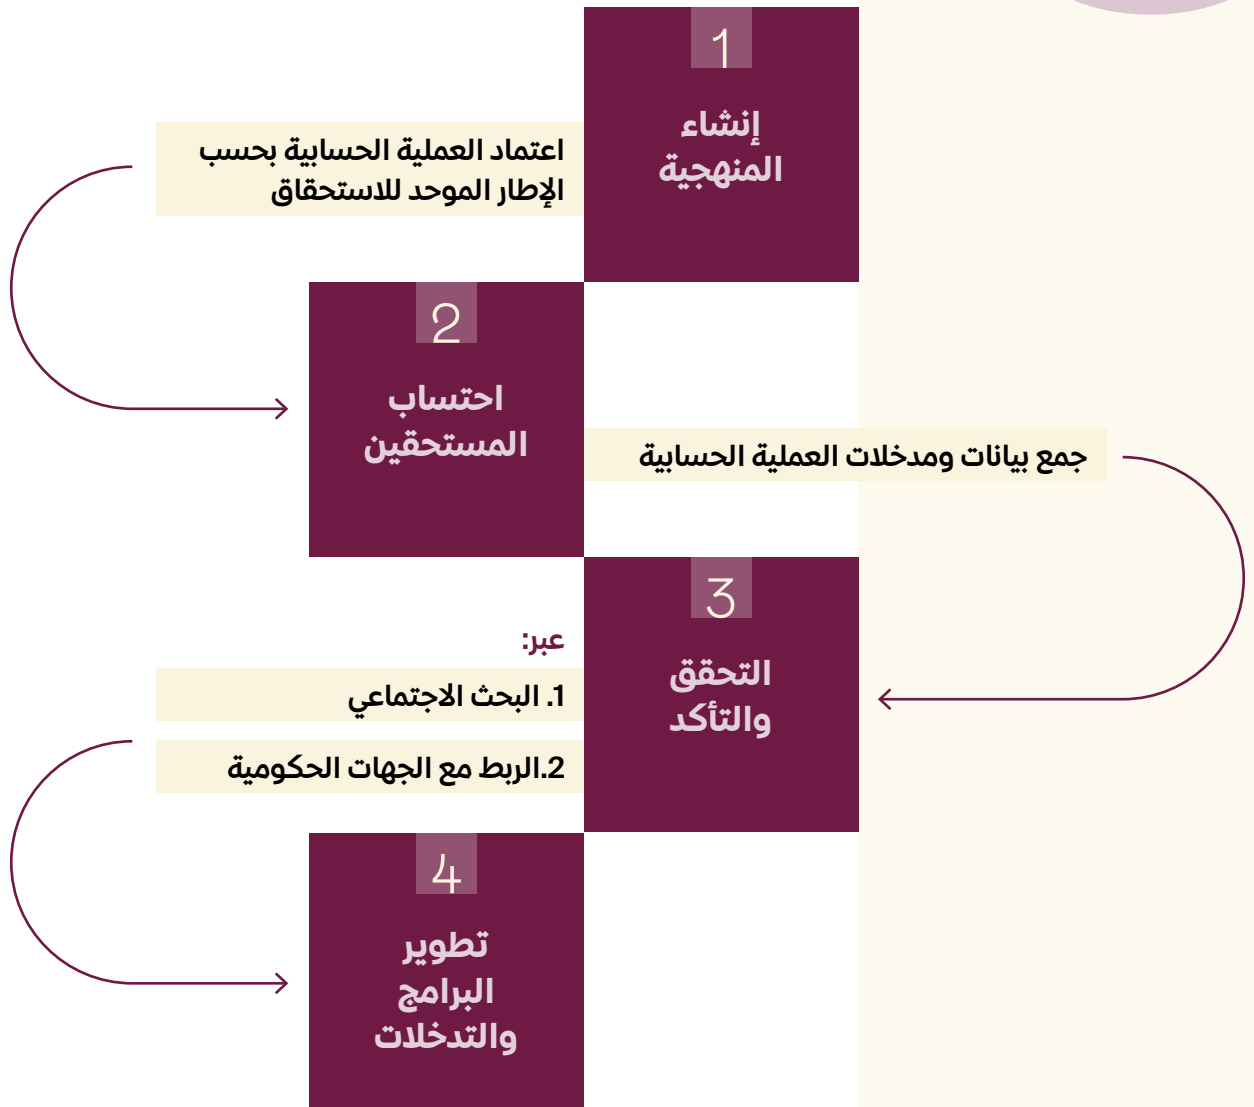 1
إنشاء
المنهجية
اعتماد العملية الحسابية بحسب
الإطار الموحد للاستحقاق
2
احتساب
المستحقين
جمع بيانات ومدخلات العملية الحسابية
3
التحقق
والتأكد
عبر:
1. البحث الاجتماعي
2.الربط مع الجهات الحكومية
4
تطوير
البرامج
والتدخلات